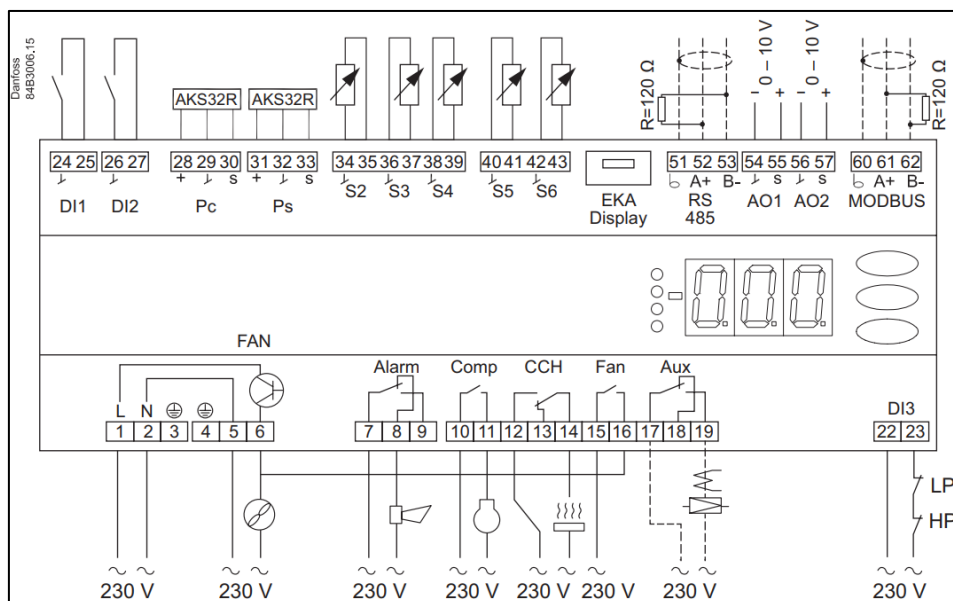 Danfoss
84B3006.15
AKS32R AKS32R
R=120 Ω
0 – 10 V
0 – 10 V
R=120 Ω
– + – +
24 25 26 27 28 29 30 31 32 33 34 35 36 37 38 39 40 41 42 43 51 52 53 54 55 56 57 60 61 62
+ s + s A+ B- s s A+ B-
DI1 DI2 Pc Ps S2 S3 S4 S5 S6 EKA Display RS 485 AO1 AO2 MODBUS
FAN
Alarm Comp CCH Fan Aux
L N DI3
1 2 3 4 5 6 7 8 9 10 11 12 13 14 15 16 17 18 19 22 23
LP
HP
~ ~ ~ ~ ~ ~ ~ ~ ~ ~ ~ ~ ~ ~ ~
230 V 230 V 230 V 230 V 230 V 230 V 230 V